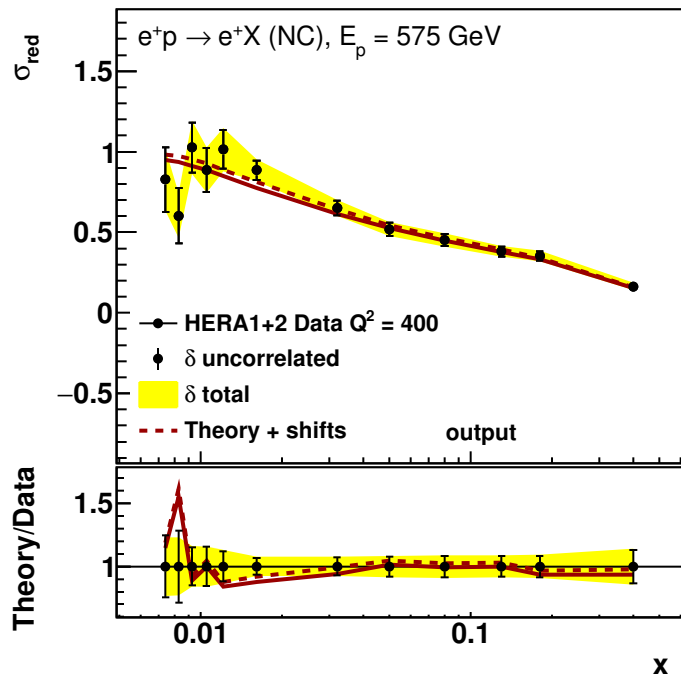 e⁺p → e⁺X (NC), E_p = 575 GeV
σ_red
1.5
1
0.5
0
−0.5
HERA1+2 Data Q² = 400
δ uncorrelated
δ total
Theory + shifts
output
Theory/Data
1.5
1
0.01
0.1
x